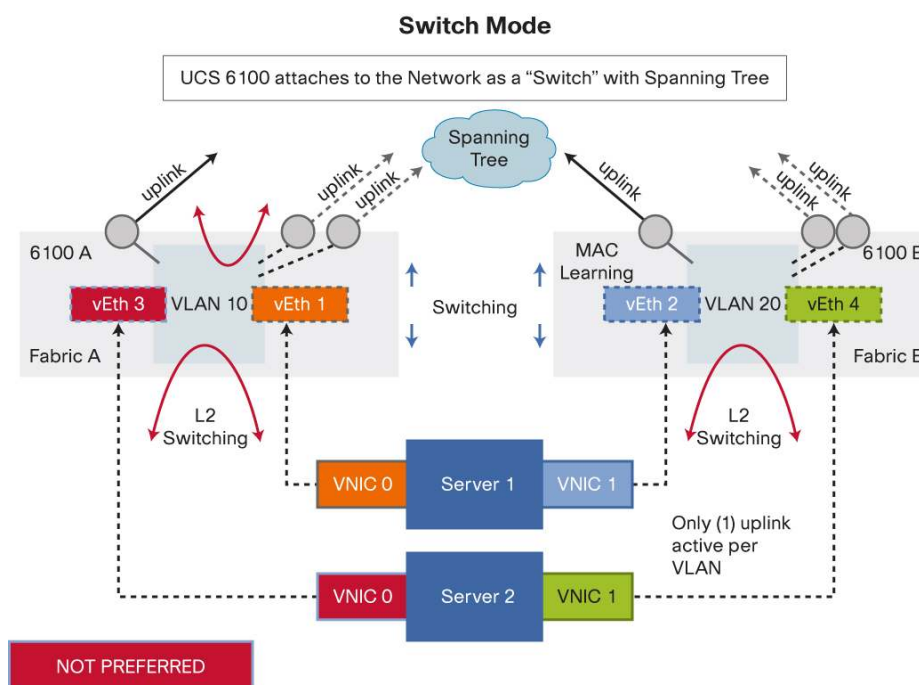 Switch Mode
UCS 6100 attaches to the Network as a “Switch” with Spanning Tree
Spanning
Tree
uplink
uplink
uplink
uplink
uplink
uplink
6100 A
MAC
Learning
6100 B
vEth 3
VLAN 10
vEth 1
Switching
vEth 2
VLAN 20
vEth 4
Fabric A
Fabric E
L2
Switching
L2
Switching
VNIC 0
Server 1
VNIC 1
Only (1) uplink
active per
VLAN
VNIC 0
Server 2
VNIC 1
NOT PREFERRED